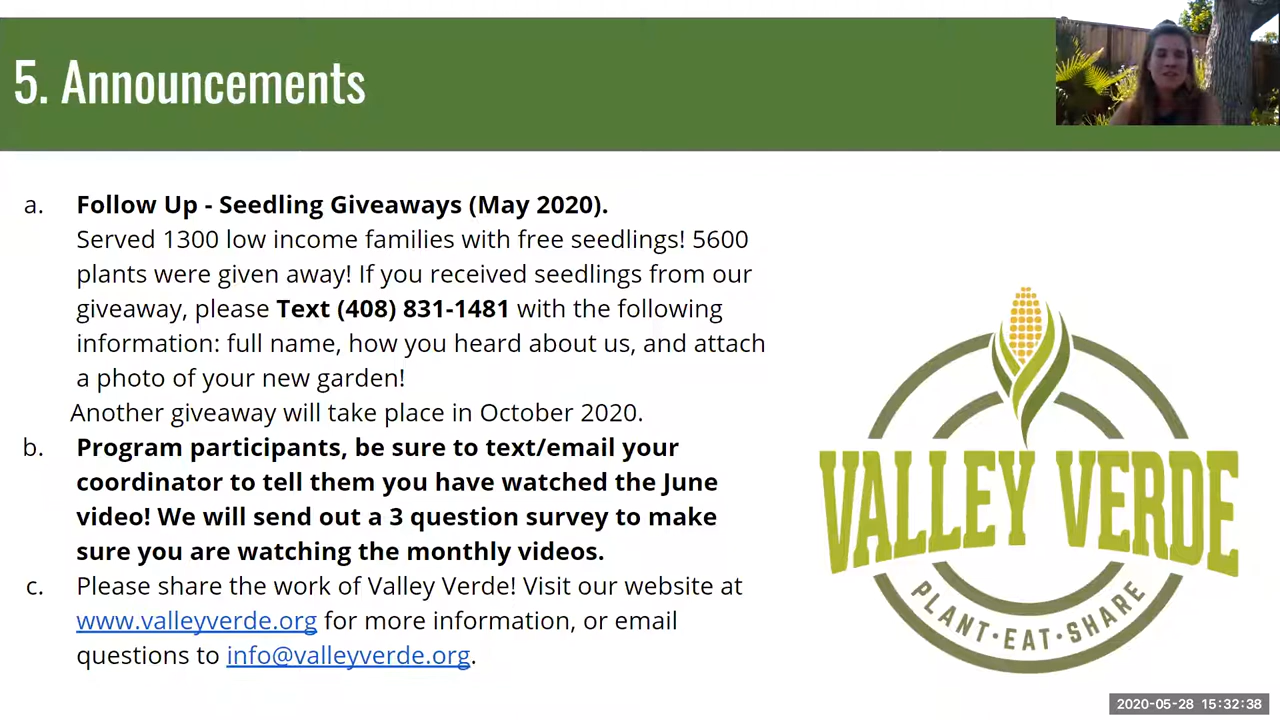 5. Announcements
a. Follow Up - Seedling Giveaways (May 2020).
Served 1300 low income families with free seedlings! 5600
plants were given away! If you received seedlings from our
giveaway, please Text (408) 831-1481 with the following
information: full name, how you heard about us, and attach
a photo of your new garden!
Another giveaway will take place in October 2020.
b. Program participants, be sure to text/email your
coordinator to tell them you have watched the June
video! We will send out a 3 question survey to make
sure you are watching the monthly videos.
c. Please share the work of Valley Verde! Visit our website at
www.valleyverde.org for more information, or email
questions to info@valleyverde.org.
VALLEY VERDE
PLANT·EAT·SHARE
2020-05-28 15:32:38